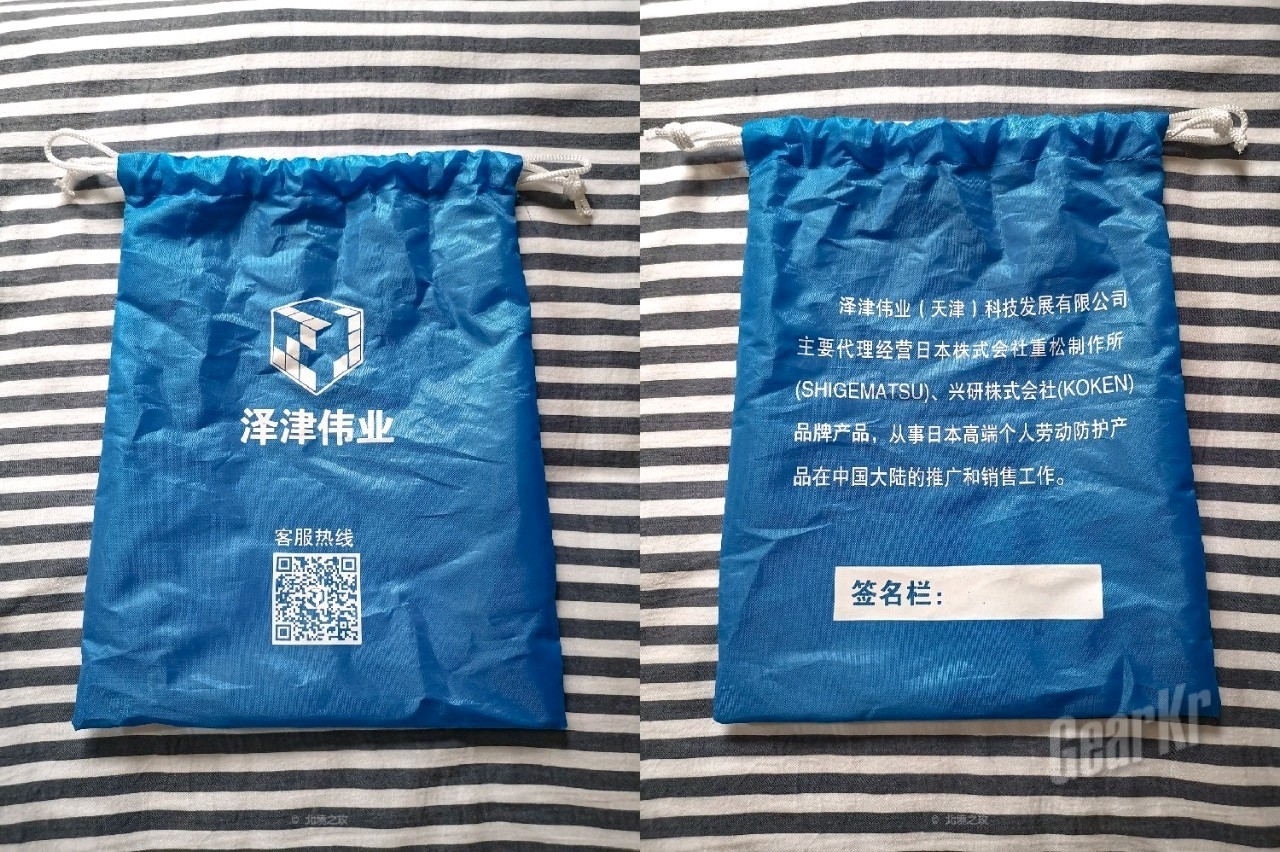 泽津伟业
客服热线
泽津伟业（天津）科技发展有限公司
主要代理经营日本株式会社重松制作所
(SHIGEMATSU)、兴研株式会社(KOKEN)
品牌产品，从事日本高端个人劳动防护产
品在中国大陆的推广和销售工作。
签名栏：
GearKr